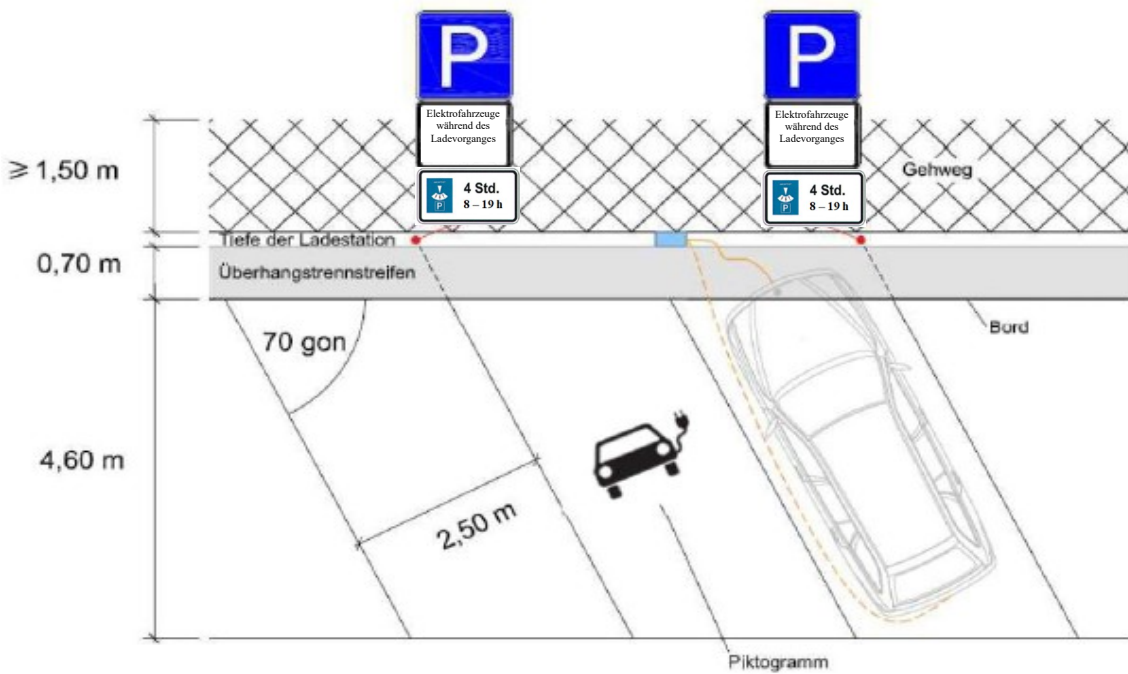 P
P
Elektrofahrzeuge
während des
Ladevorganges
Elektrofahrzeuge
während des
Ladevorganges
≥ 1,50 m
Gehweg
P
4 Std.
8 – 19 h
P
4 Std.
8 – 19 h
Tiefe der Ladestation
0,70 m
Überhangstrennstreifen
Bord
70 gon
4,60 m
2,50 m
Piktogramm